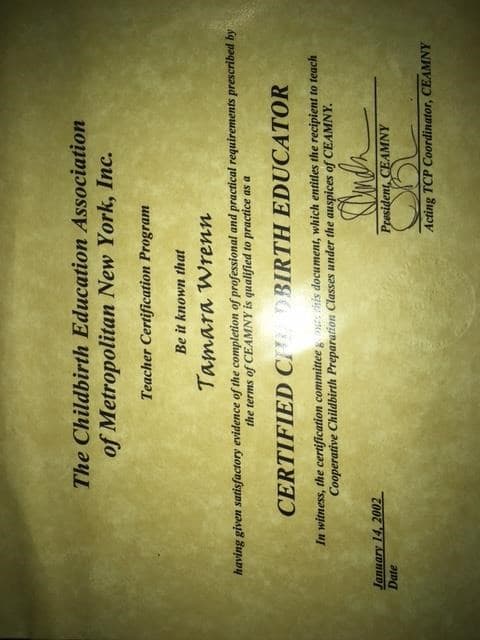 The Childbirth Education Association
of Metropolitan New York, Inc.
Teacher Certification Program
Be it known that
Tamara Wrenn
having given satisfactory evidence of the completion of professional and practical requirements prescribed by
the terms of CEAMNY is qualified to practice as a
CERTIFIED CHILDBIRTH EDUCATOR
In witness, the certification committee this document, which entitles the recipient to teach
Cooperative Childbirth Preparation Classes under the auspices of CEAMNY.
January 14, 2002
Date
President, CEAMNY
Acting TCP Coordinator, CEAMNY